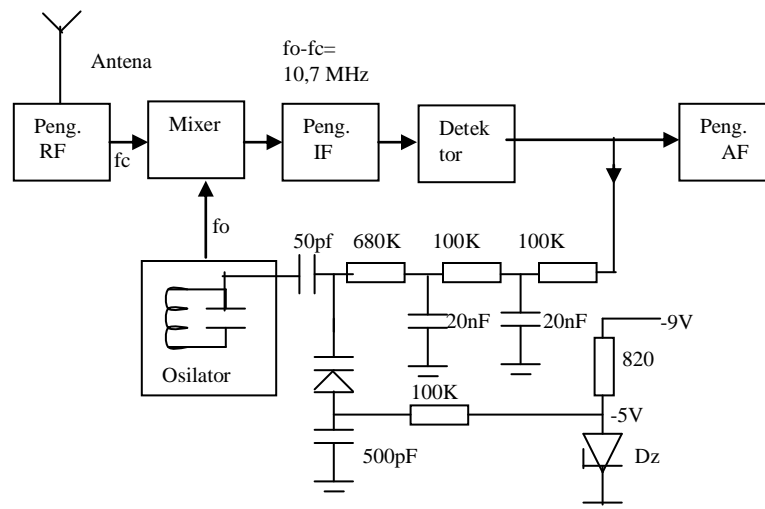 Antena
fo-fc=
10,7 MHz
Peng.
RF
Mixer
Peng.
IF
Detek
tor
Peng.
AF
fc
fo
50pf
680K
100K
100K
20nF
20nF
-9V
820
Osilator
100K
-5V
500pF
Dz